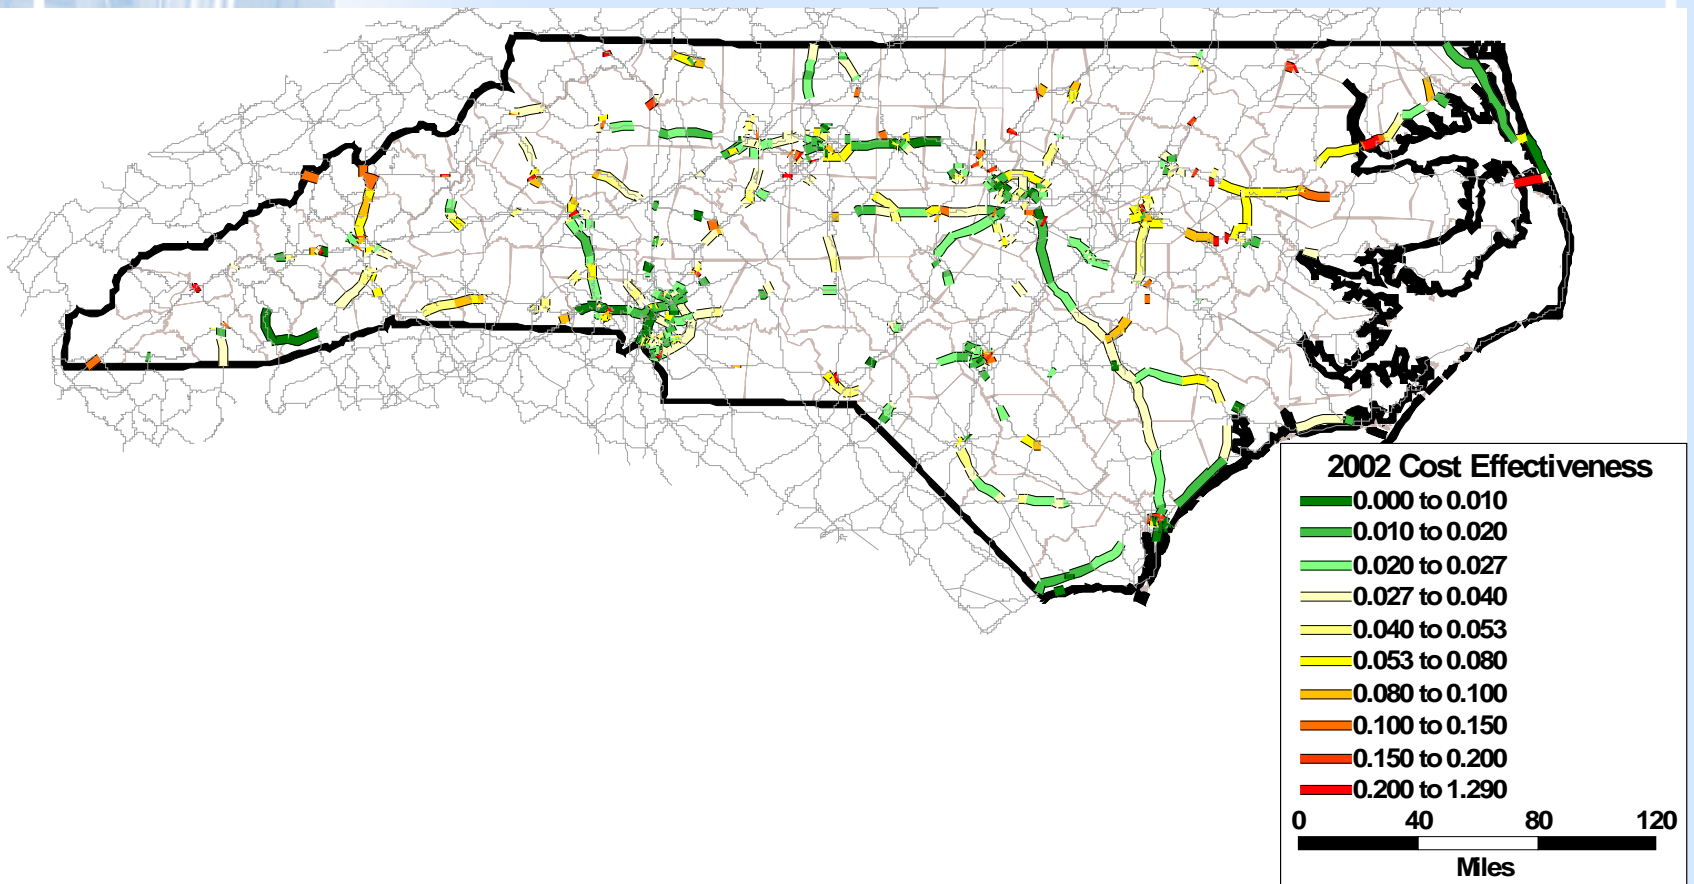 2002 Cost Effectiveness
0.000 to 0.010
0.010 to 0.020
0.020 to 0.027
0.027 to 0.040
0.040 to 0.053
0.053 to 0.080
0.080 to 0.100
0.100 to 0.150
0.150 to 0.200
0.200 to 1.290
0 40 80 120
Miles